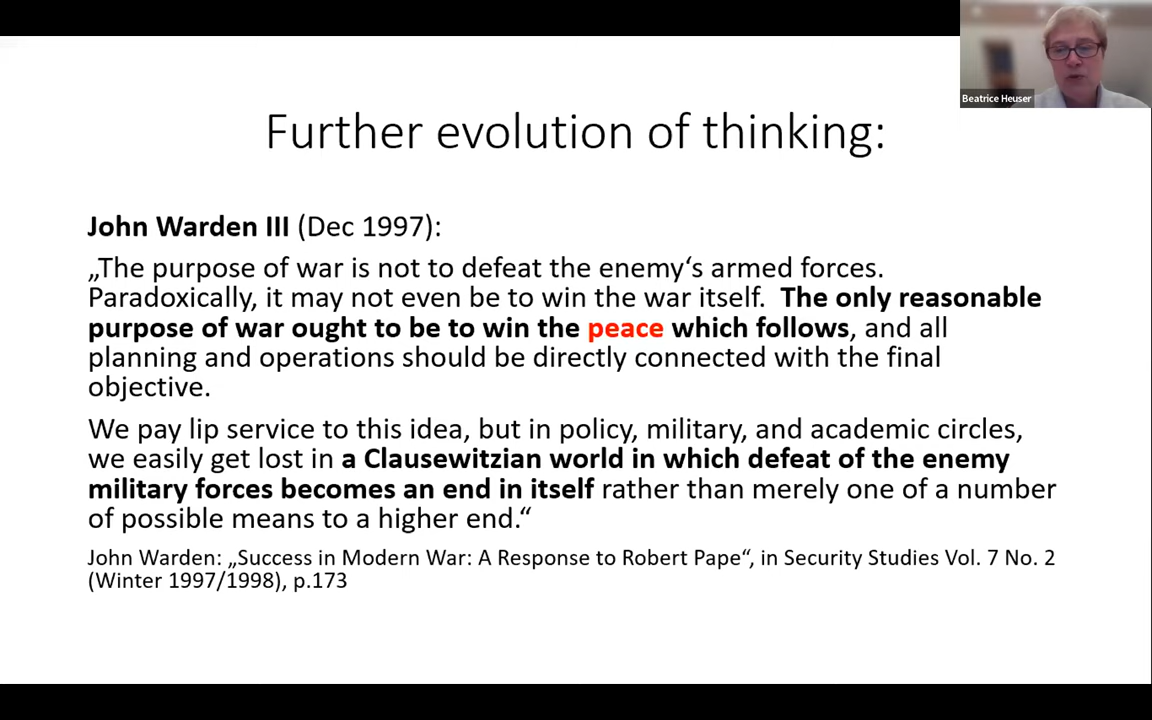 Beatrice Heuser
Further evolution of thinking:
John Warden III (Dec 1997):
„The purpose of war is not to defeat the enemy‘s armed forces.
Paradoxically, it may not even be to win the war itself.  The only reasonable
purpose of war ought to be to win the peace which follows, and all
planning and operations should be directly connected with the final
objective.
We pay lip service to this idea, but in policy, military, and academic circles,
we easily get lost in a Clausewitzian world in which defeat of the enemy
military forces becomes an end in itself rather than merely one of a number
of possible means to a higher end.“
John Warden: „Success in Modern War: A Response to Robert Pape“, in Security Studies Vol. 7 No. 2
(Winter 1997/1998), p.173